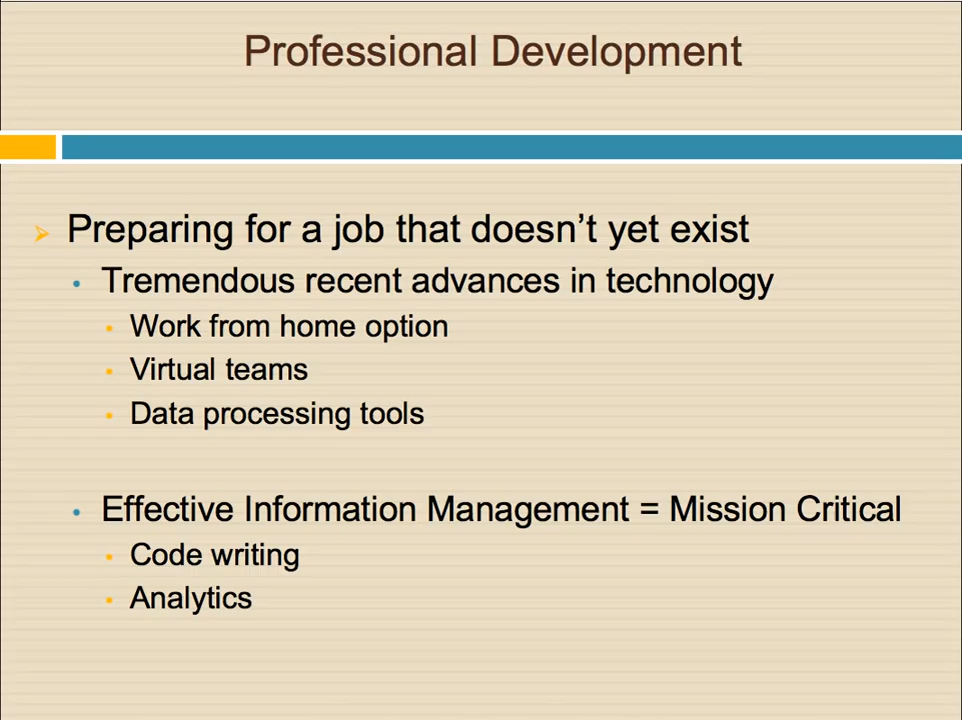 Professional Development
Preparing for a job that doesn’t yet exist
Tremendous recent advances in technology
Work from home option
Virtual teams
Data processing tools
Effective Information Management = Mission Critical
Code writing
Analytics